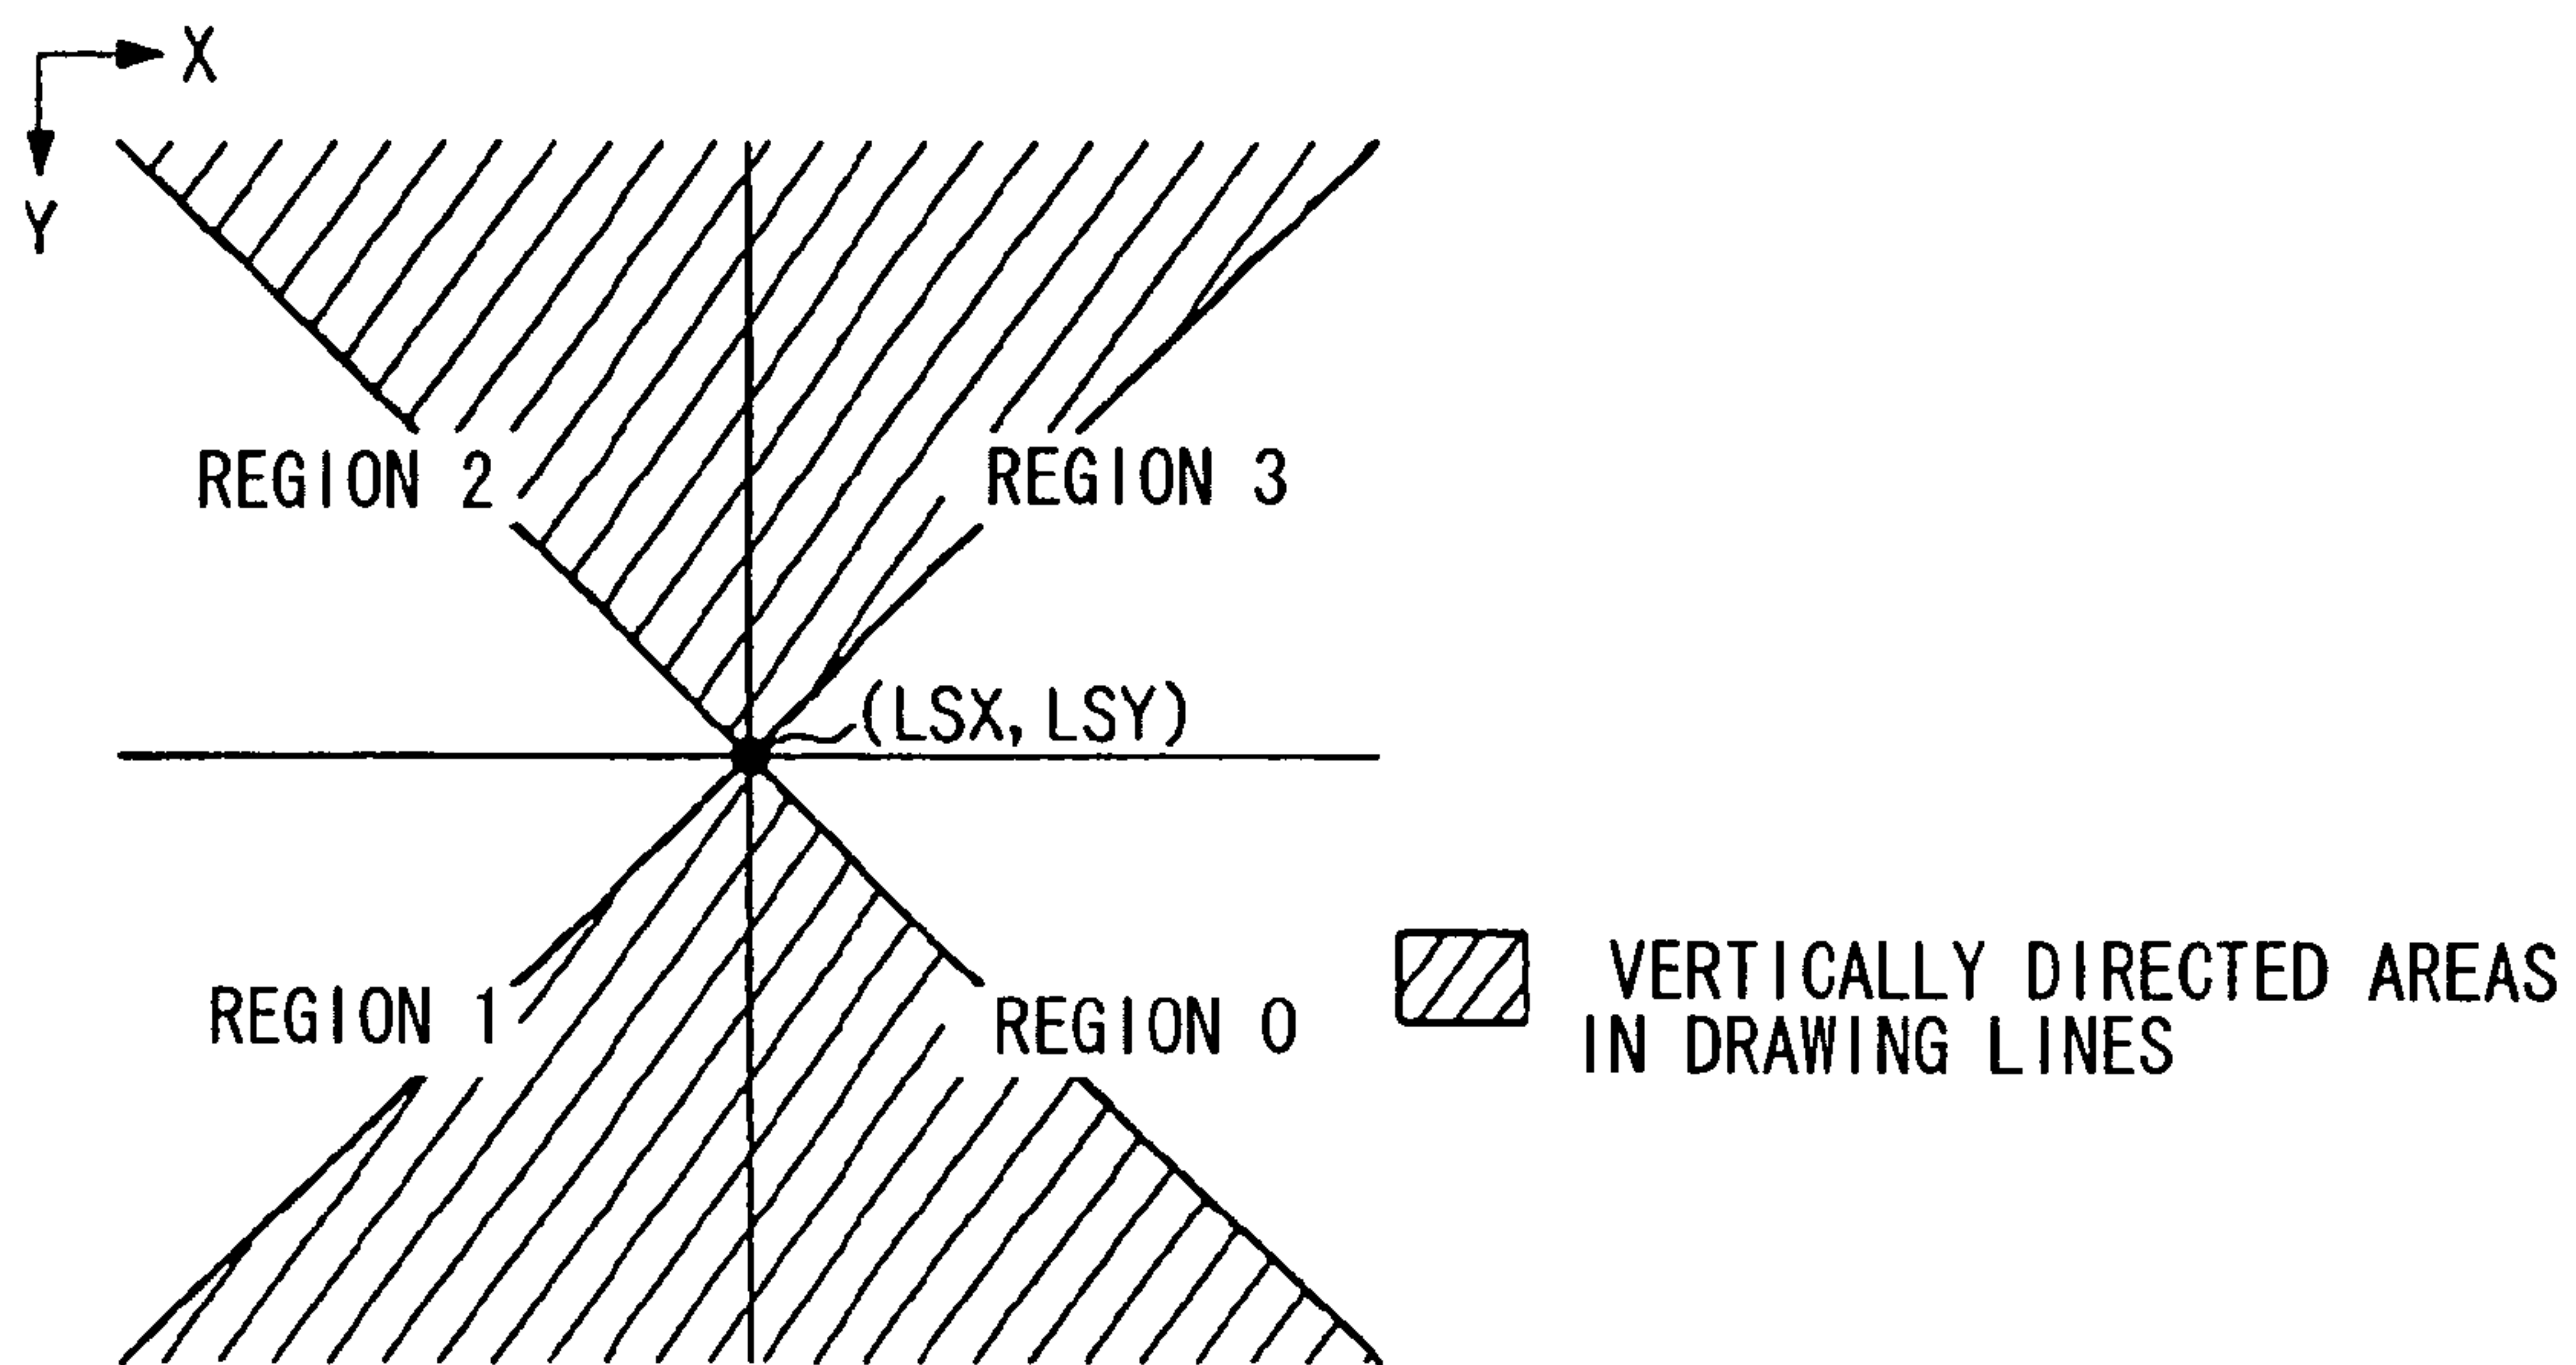 X
Y
REGION 2
REGION 3
(LSX, LSY)
REGION 1
REGION 0
VERTICALLY DIRECTED AREAS
IN DRAWING LINES